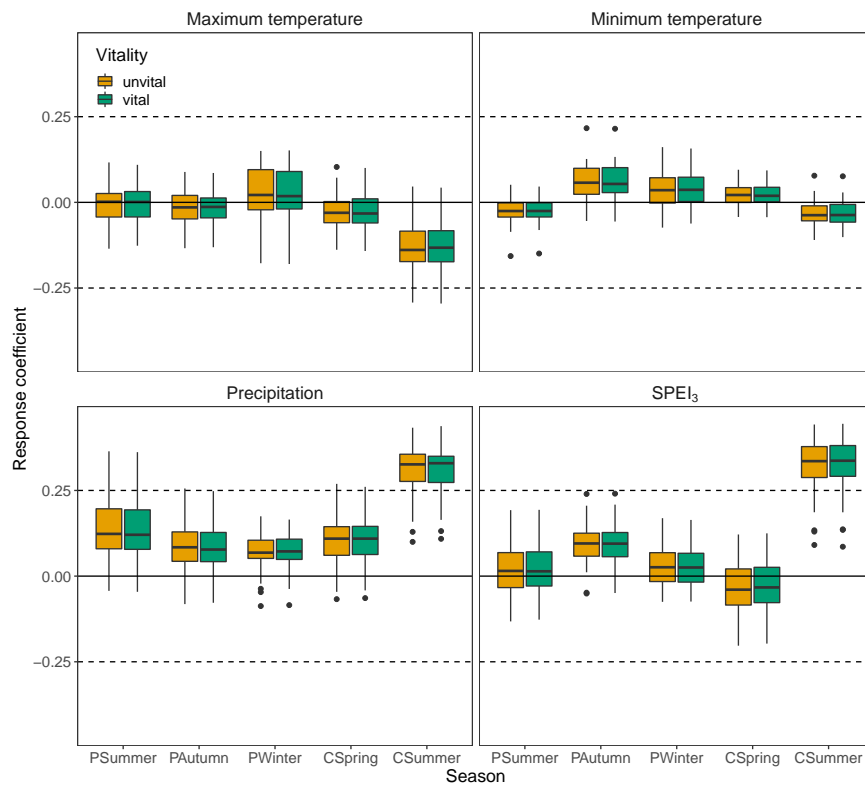 Maximum temperature
Minimum temperature
Vitality
unvital
vital
0.25
0.00
−0.25
Response coefficient
Precipitation
SPEI₃
0.25
0.00
−0.25
PSummer PAutumn PWinter CSpring CSummer
PSummer PAutumn PWinter CSpring CSummer
Season